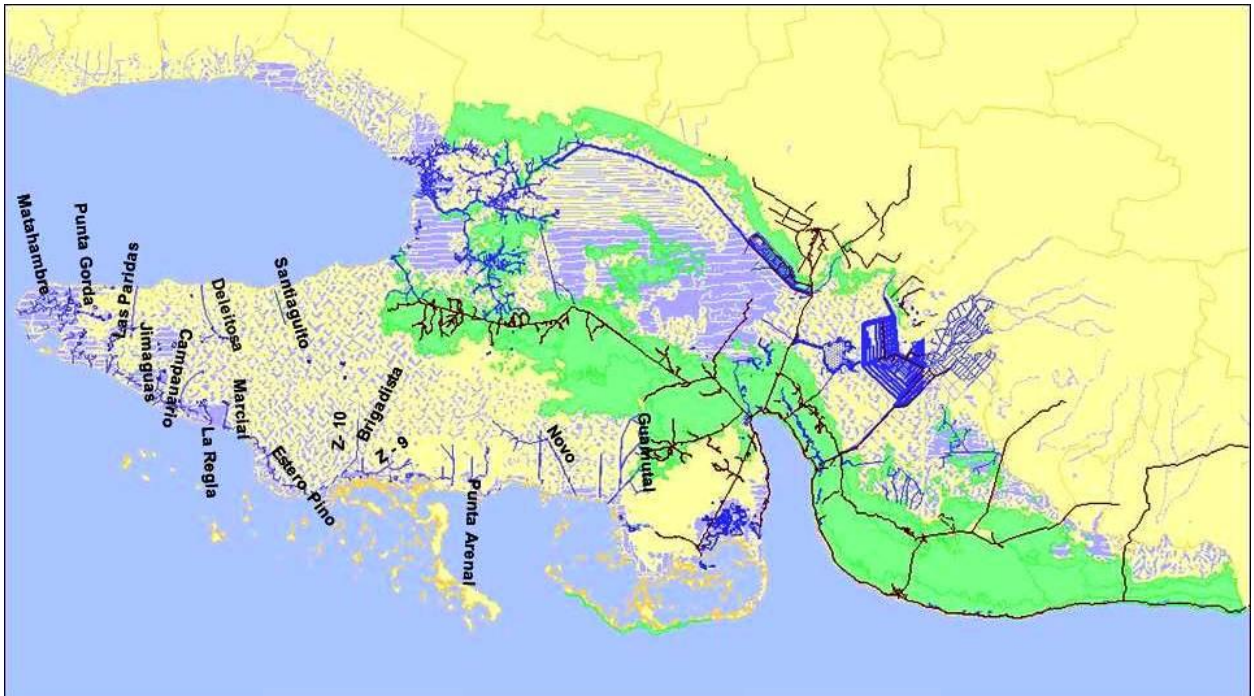 Matahambre
Punta Gorda
Las Paridas
Jimaguas
Campanario
Deleitosa
La Regla
Marcial
Santiaguito
Estero Pino
Z- 10
Brigadista
Z - 9
Punta Arenal
Novo
Guamutal